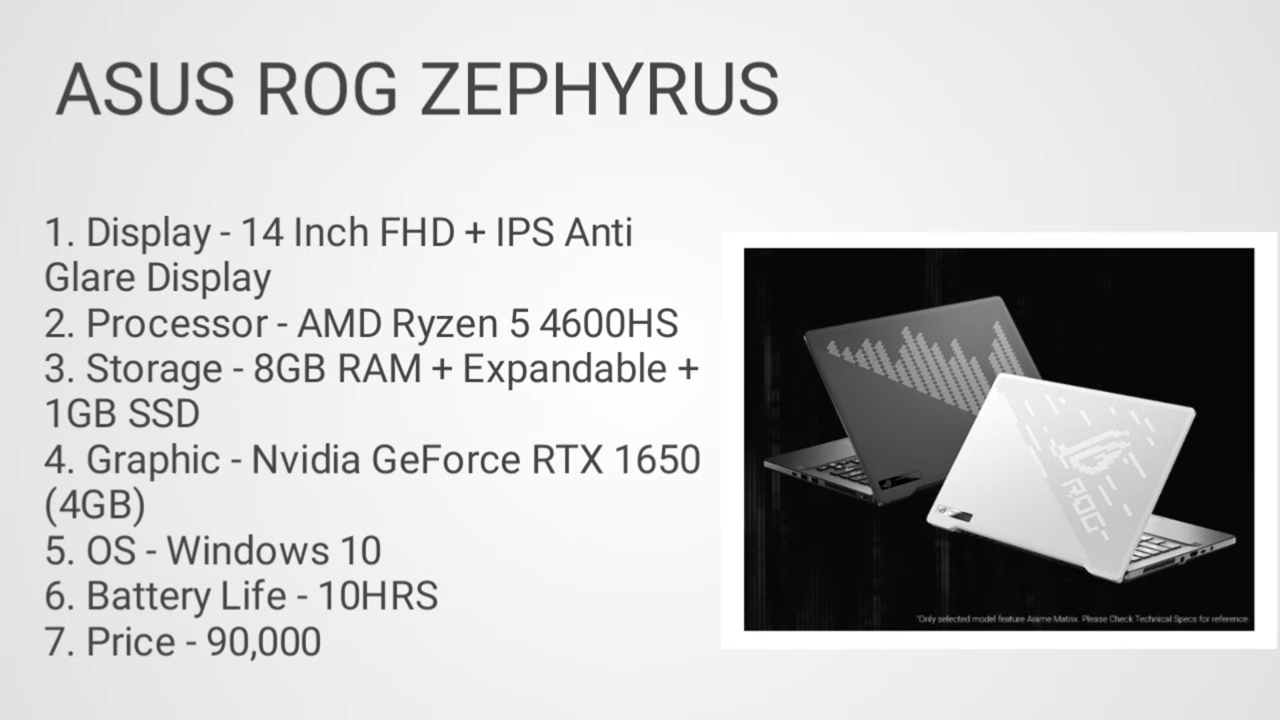 ASUS ROG ZEPHYRUS
1. Display - 14 Inch FHD + IPS Anti
Glare Display
2. Processor - AMD Ryzen 5 4600HS
3. Storage - 8GB RAM + Expandable +
1GB SSD
4. Graphic - Nvidia GeForce RTX 1650
(4GB)
5. OS - Windows 10
6. Battery Life - 10HRS
7. Price - 90,000
ROG
*Only selected model feature Anime Matrix. Please Check Technical Specs for reference.